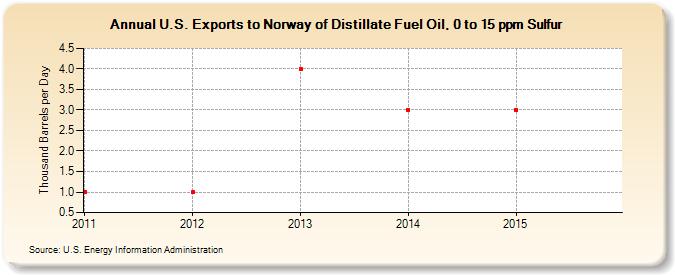 Annual U.S. Exports to Norway of Distillate Fuel Oil, 0 to 15 ppm Sulfur
Thousand Barrels per Day
4.5
4.0
3.5
3.0
2.5
2.0
1.5
1.0
0.5
2011 2012 2013 2014 2015
Source: U.S. Energy Information Administration